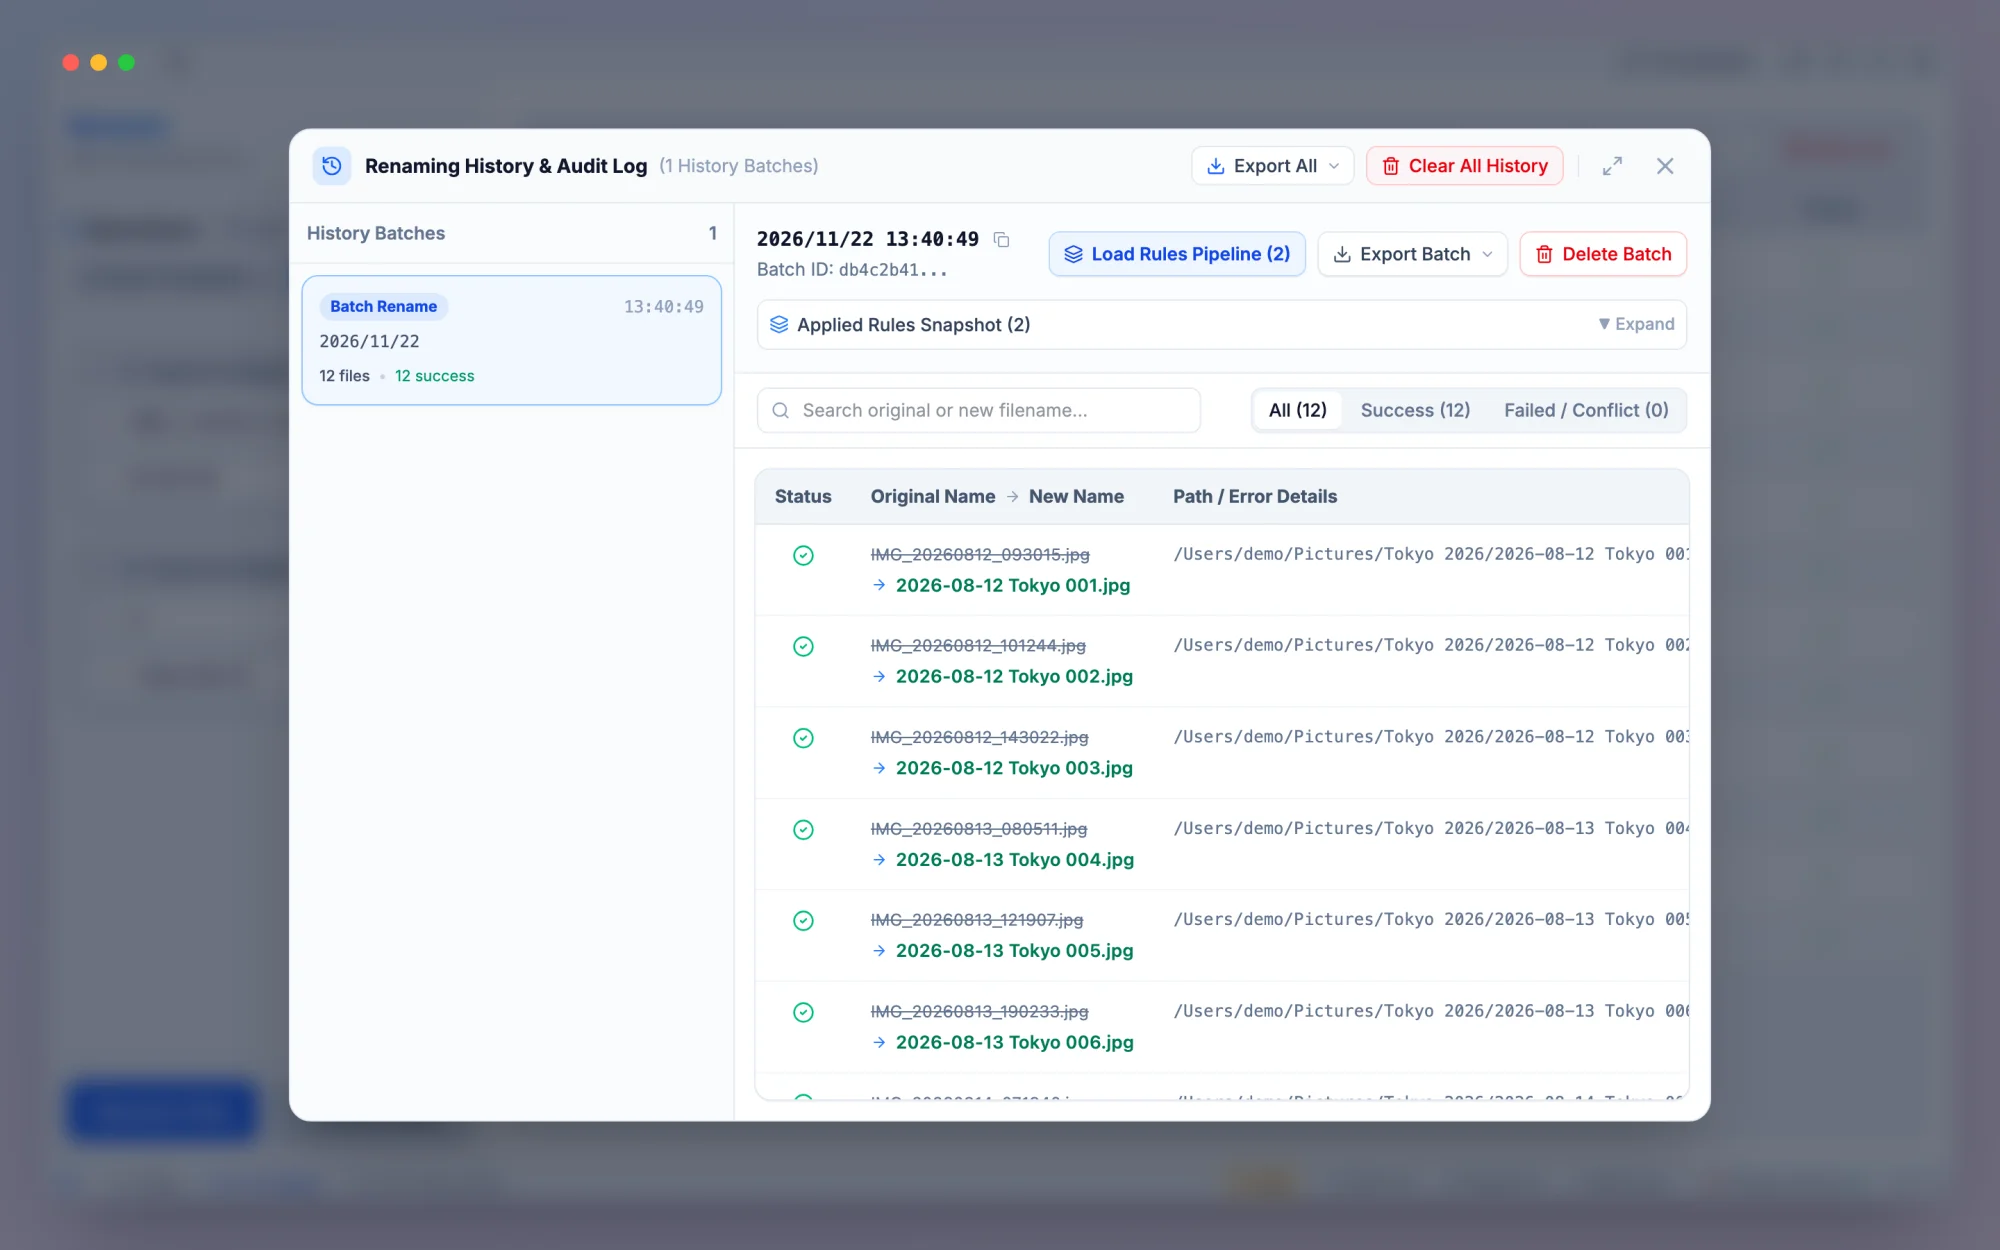 Renaming History & Audit Log (1 History Batches)
Export All
Clear All History
History Batches 1
Batch Rename 13:40:49
2026/11/22
12 files • 12 success
2026/11/22 13:40:49
Batch ID: db4c2b41...
Load Rules Pipeline (2)
Export Batch
Delete Batch
Applied Rules Snapshot (2)
▼ Expand
Search original or new filename...
All (12) Success (12) Failed / Conflict (0)
Status Original Name → New Name Path / Error Details
IMG_20260812_093015.jpg /Users/demo/Pictures/Tokyo 2026/2026-08-12 Tokyo 001
→ 2026-08-12 Tokyo 001.jpg
IMG_20260812_101244.jpg /Users/demo/Pictures/Tokyo 2026/2026-08-12 Tokyo 002
→ 2026-08-12 Tokyo 002.jpg
IMG_20260812_143022.jpg /Users/demo/Pictures/Tokyo 2026/2026-08-12 Tokyo 003
→ 2026-08-12 Tokyo 003.jpg
IMG_20260813_080511.jpg /Users/demo/Pictures/Tokyo 2026/2026-08-13 Tokyo 004
→ 2026-08-13 Tokyo 004.jpg
IMG_20260813_121907.jpg /Users/demo/Pictures/Tokyo 2026/2026-08-13 Tokyo 005
→ 2026-08-13 Tokyo 005.jpg
IMG_20260813_190233.jpg /Users/demo/Pictures/Tokyo 2026/2026-08-13 Tokyo 006
→ 2026-08-13 Tokyo 006.jpg